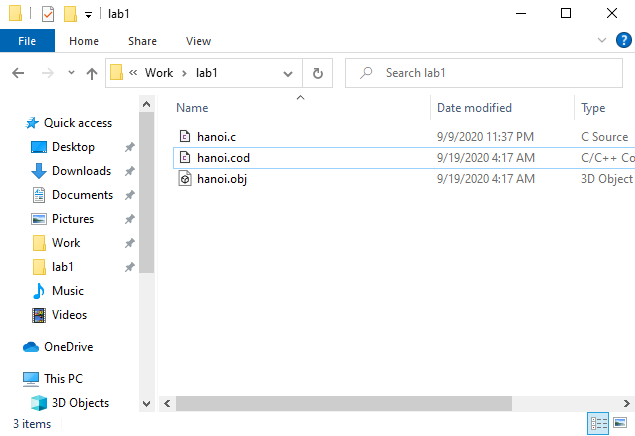 lab1
File Home Share View
« Work › lab1
Search lab1
Name Date modified Type
Quick access
Desktop
Downloads
Documents
Pictures
Work
lab1
Music
Videos
OneDrive
This PC
3D Objects
hanoi.c 9/9/2020 11:37 PM C Source
hanoi.cod 9/19/2020 4:17 AM C/C++ Co
hanoi.obj 9/19/2020 4:17 AM 3D Object
3 items